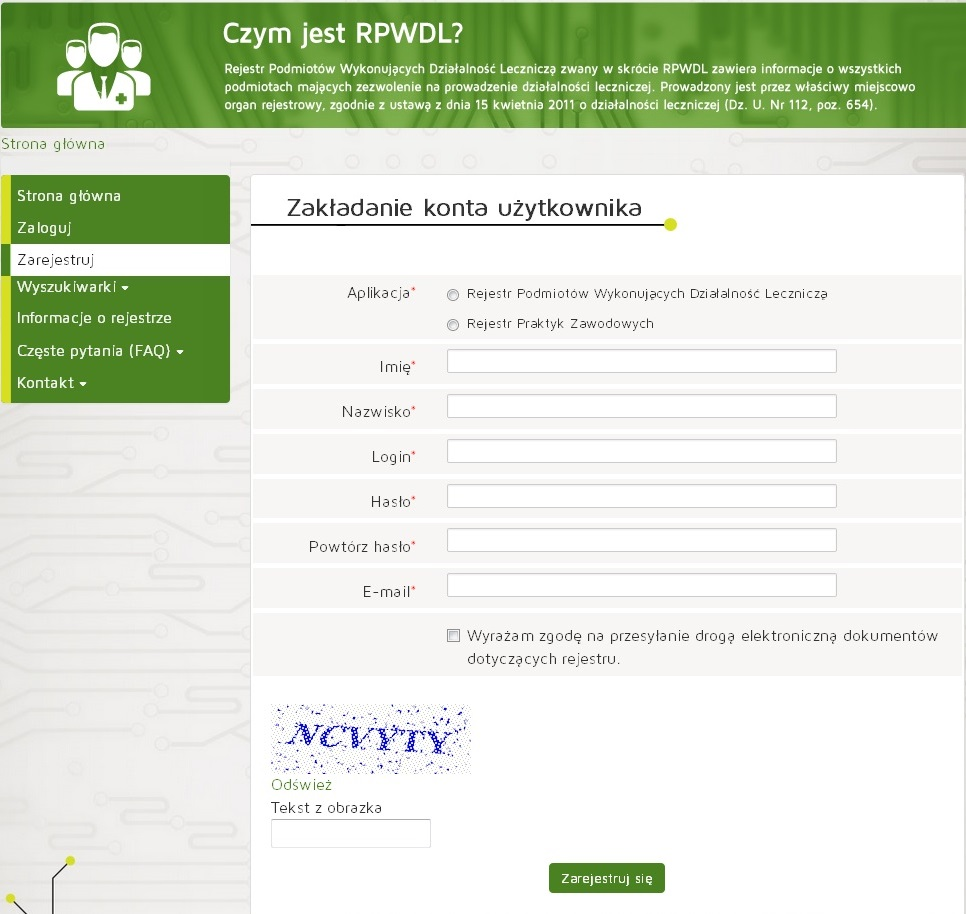 Czym jest RPWDL?
Rejestr Podmiotów Wykonujących Działalność Leczniczą zwany w skrócie RPWDL zawiera informacje o wszystkich
podmiotach mających zezwolenie na prowadzenie działalności leczniczej. Prowadzony jest przez właściwy miejscowo
organ rejestrowy, zgodnie z ustawą z dnia 15 kwietnia 2011 o działalności leczniczej (Dz. U. Nr 112, poz. 654).
Strona główna
Strona główna
Zaloguj
Zarejestruj
Wyszukiwarki
Informacje o rejestrze
Częste pytania (FAQ)
Kontakt
Zakładanie konta użytkownika
Aplikacja*
Rejestr Podmiotów Wykonujących Działalność Leczniczą
Rejestr Praktyk Zawodowych
Imię*
Nazwisko*
Login*
Hasło*
Powtórz hasło*
E-mail*
Wyrażam zgodę na przesyłanie drogą elektroniczną dokumentów
dotyczących rejestru.
NCVYTY
Odśwież
Tekst z obrazka
Zarejestruj się